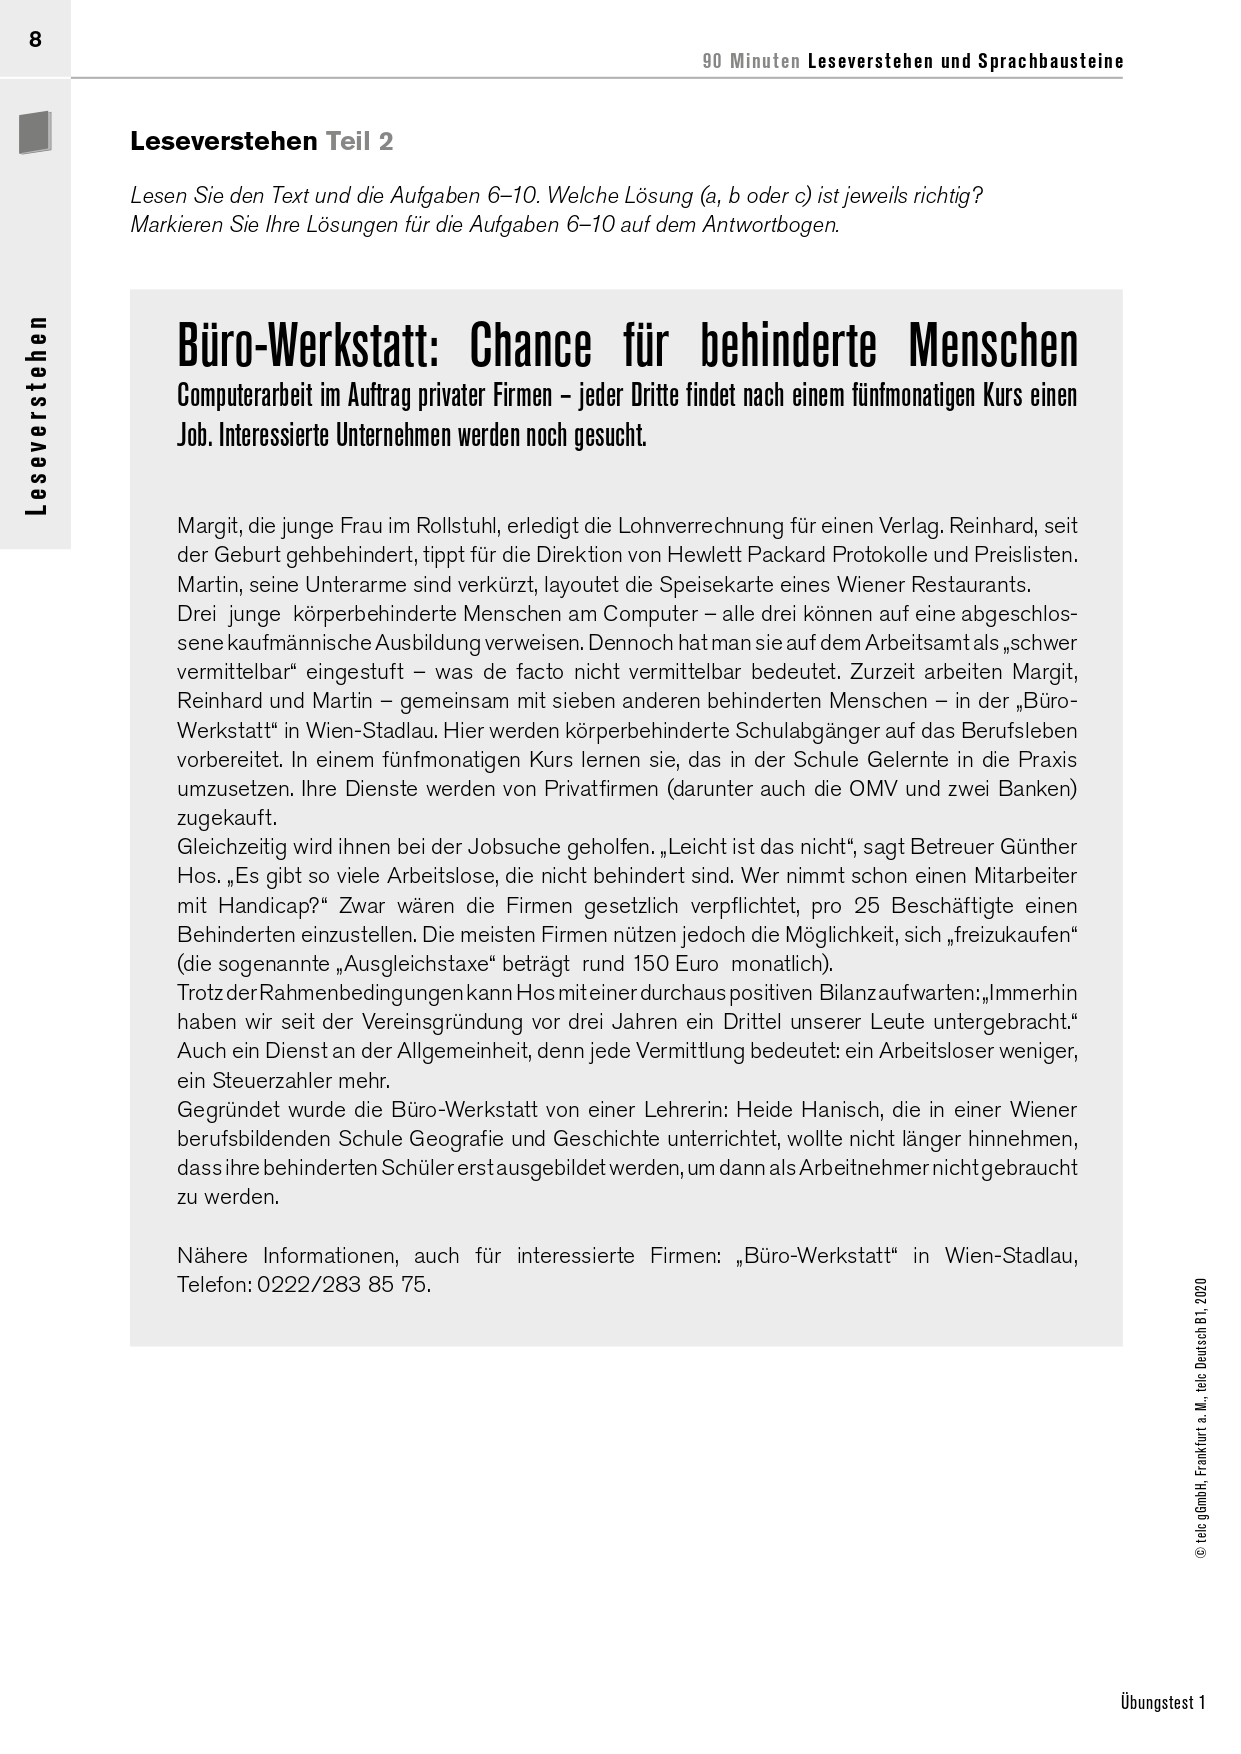 8
90 Minuten Leseverstehen und Sprachbausteine
Leseverstehen
Leseverstehen Teil 2
Lesen Sie den Text und die Aufgaben 6–10. Welche Lösung (a, b oder c) ist jeweils richtig?
Markieren Sie Ihre Lösungen für die Aufgaben 6–10 auf dem Antwortbogen.
Büro-Werkstatt: Chance für behinderte Menschen
Computerarbeit im Auftrag privater Firmen – jeder Dritte findet nach einem fünfmonatigen Kurs einen
Job. Interessierte Unternehmen werden noch gesucht.
Margit, die junge Frau im Rollstuhl, erledigt die Lohnverrechnung für einen Verlag. Reinhard, seit
der Geburt gehbehindert, tippt für die Direktion von Hewlett Packard Protokolle und Preislisten.
Martin, seine Unterarme sind verkürzt, layoutet die Speisekarte eines Wiener Restaurants.
Drei junge körperbehinderte Menschen am Computer – alle drei können auf eine abgeschlos-
sene kaufmännische Ausbildung verweisen. Dennoch hat man sie auf dem Arbeitsamt als „schwer
vermittelbar“ eingestuft – was de facto nicht vermittelbar bedeutet. Zurzeit arbeiten Margit,
Reinhard und Martin – gemeinsam mit sieben anderen behinderten Menschen – in der „Büro-
Werkstatt“ in Wien-Stadlau. Hier werden körperbehinderte Schulabgänger auf das Berufsleben
vorbereitet. In einem fünfmonatigen Kurs lernen sie, das in der Schule Gelernte in die Praxis
umzusetzen. Ihre Dienste werden von Privatfirmen (darunter auch die OMV und zwei Banken)
zugekauft.
Gleichzeitig wird ihnen bei der Jobsuche geholfen. „Leicht ist das nicht“, sagt Betreuer Günther
Hos. „Es gibt so viele Arbeitslose, die nicht behindert sind. Wer nimmt schon einen Mitarbeiter
mit Handicap?“ Zwar wären die Firmen gesetzlich verpflichtet, pro 25 Beschäftigte einen
Behinderten einzustellen. Die meisten Firmen nützen jedoch die Möglichkeit, sich „freizukaufen“
(die sogenannte „Ausgleichstaxe“ beträgt rund 150 Euro monatlich).
Trotz der Rahmenbedingungen kann Hos mit einer durchaus positiven Bilanz aufwarten: „Immerhin
haben wir seit der Vereinsgründung vor drei Jahren ein Drittel unserer Leute untergebracht.“
Auch ein Dienst an der Allgemeinheit, denn jede Vermittlung bedeutet: ein Arbeitsloser weniger,
ein Steuerzahler mehr.
Gegründet wurde die Büro-Werkstatt von einer Lehrerin: Heide Hanisch, die in einer Wiener
berufsbildenden Schule Geografie und Geschichte unterrichtet, wollte nicht länger hinnehmen,
dass ihre behinderten Schüler erst ausgebildet werden, um dann als Arbeitnehmer nicht gebraucht
zu werden.
Nähere Informationen, auch für interessierte Firmen: „Büro-Werkstatt“ in Wien-Stadlau,
Telefon: 0222/283 85 75.
© telc gGmbH, Frankfurt a. M., telc Deutsch B1, 2020
Übungstest 1